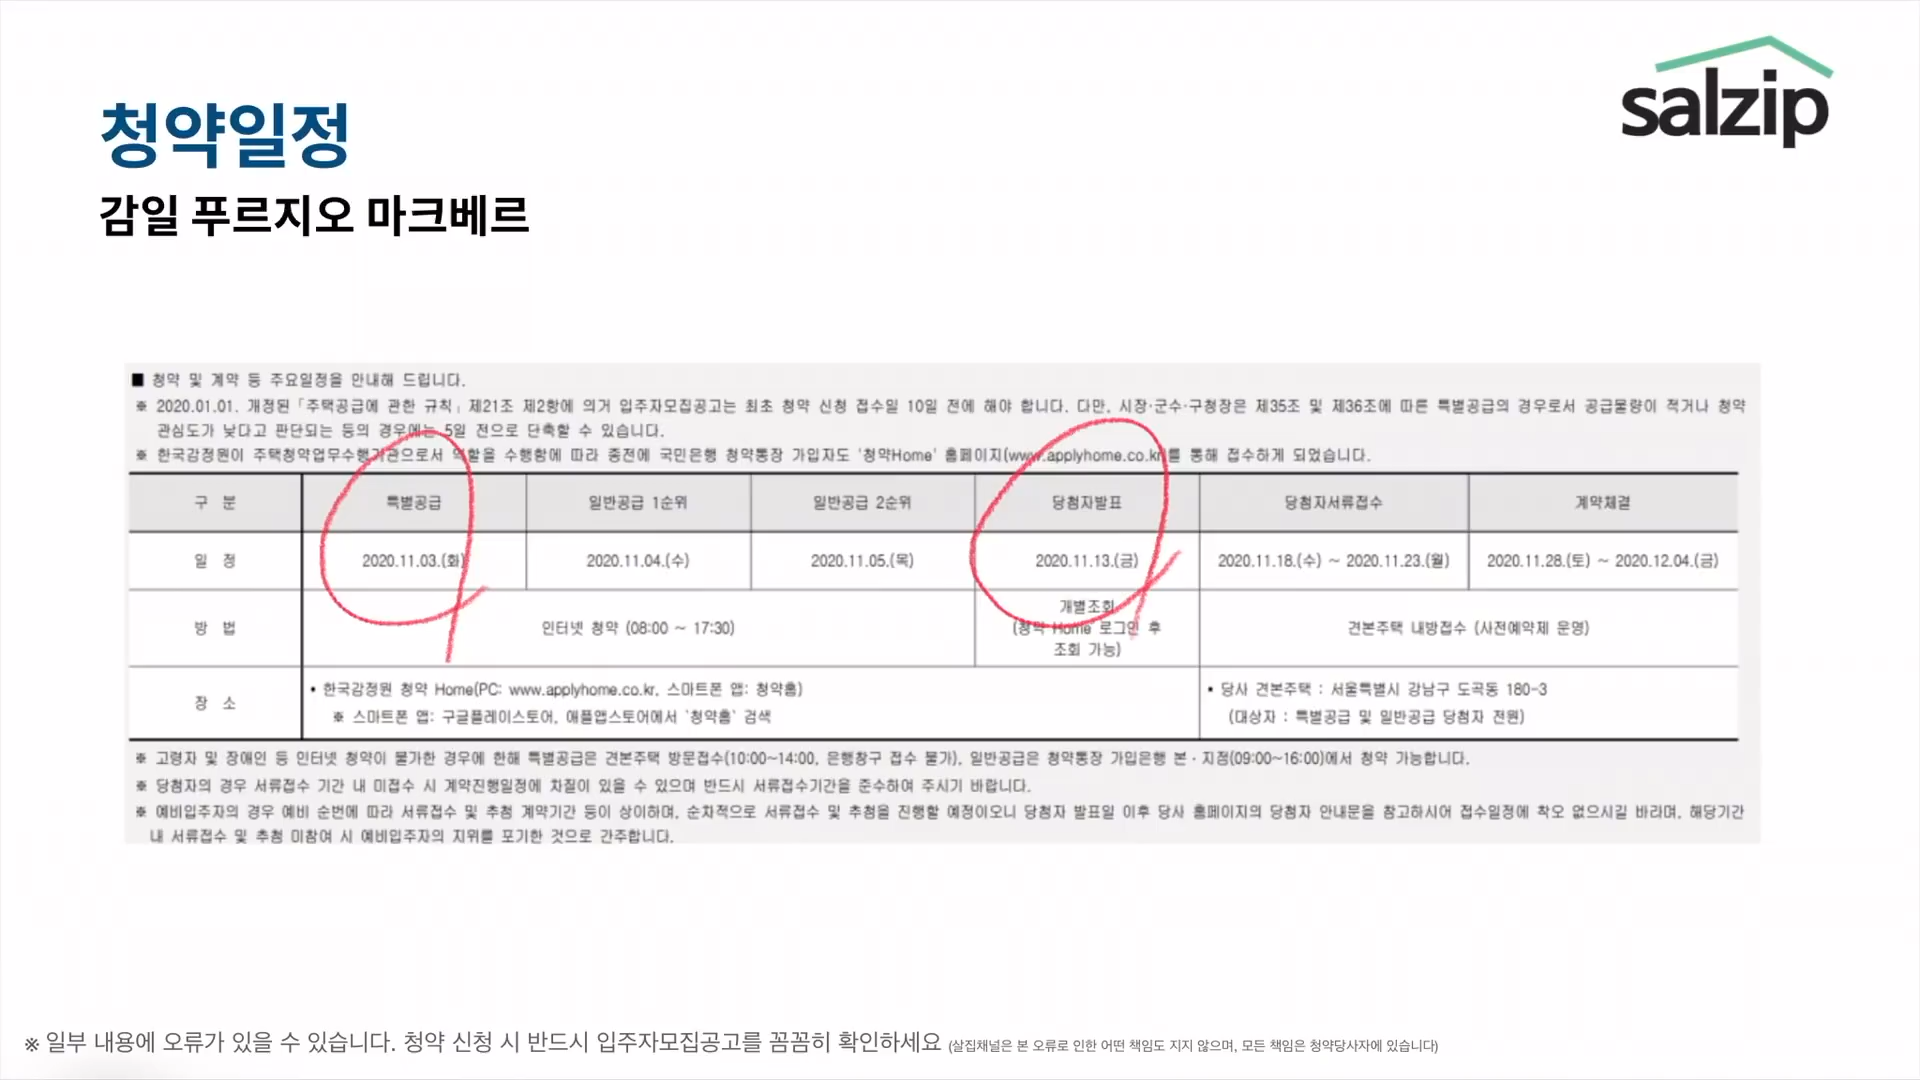 청약일정
salzip
감일 푸르지오 마크베르
■ 청약 및 계약 등 주요일정을 안내해 드립니다.
※ 2020.01.01. 개정된「주택공급에 관한 규칙」제21조 제2항에 의거 입주자모집공고는 최초 청약 신청 접수일 10일 전에 해야 합니다. 다만, 시장·군수·구청장은 제35조 및 제36조에 따른 특별공급의 경우로서 공급물량이 적거나 청약
관심도가 낮다고 판단되는 등의 경우에는 5일 전으로 단축할 수 있습니다.
※ 한국감정원이 주택청약업무수행기관으로서 역할을 수행함에 따라 종전에 국민은행 청약통장 가입자도 '청약Home' 홈페이지(www.applyhome.co.kr)를 통해 접수하게 되었습니다.
구 분 특별공급 일반공급 1순위 일반공급 2순위 당첨자발표 당첨자서류접수 계약체결
일 정 2020.11.03.(화) 2020.11.04.(수) 2020.11.05.(목) 2020.11.13.(금) 2020.11.18.(수) ~ 2020.11.23.(월) 2020.11.28.(토) ~ 2020.12.04.(금)
방 법 인터넷 청약 (08:00 ~ 17:30) 개별조회
(청약 Home 로그인 후
조회 가능)
견본주택 내방접수 (사전예약제 운영)
장 소
• 한국감정원 청약 Home(PC: www.applyhome.co.kr, 스마트폰 앱: 청약홈)
※ 스마트폰 앱: 구글플레이스토어, 애플앱스토어에서 '청약홈' 검색
• 당사 견본주택 : 서울특별시 강남구 도곡동 180-3
(대상자 : 특별공급 및 일반공급 당첨자 전원)
※ 고령자 및 장애인 등 인터넷 청약이 불가한 경우에 한해 특별공급은 견본주택 방문접수(10:00~14:00, 은행창구 접수 불가), 일반공급은 청약통장 가입은행 본·지점(09:00~16:00)에서 청약 가능합니다.
※ 당첨자의 경우 서류접수 기간 내 미접수 시 계약진행일정에 차질이 있을 수 있으며 반드시 서류접수기간을 준수하여 주시기 바랍니다.
※ 예비입주자의 경우 예비 순번에 따라 서류접수 및 추첨 계약기간 등이 상이하며, 순차적으로 서류접수 및 추첨을 진행할 예정이오니 당첨자 발표일 이후 당사 홈페이지의 당첨자 안내문을 참고하시어 접수일정에 착오 없으시길 바라며, 해당기간
내 서류접수 및 추첨 미참여 시 예비입주자의 지위를 포기한 것으로 간주합니다.
※ 일부 내용에 오류가 있을 수 있습니다. 청약 신청 시 반드시 입주자모집공고를 꼼꼼히 확인하세요 (살집채널은 본 오류로 인한 어떤 책임도 지지 않으며, 모든 책임은 청약당사자에 있습니다)